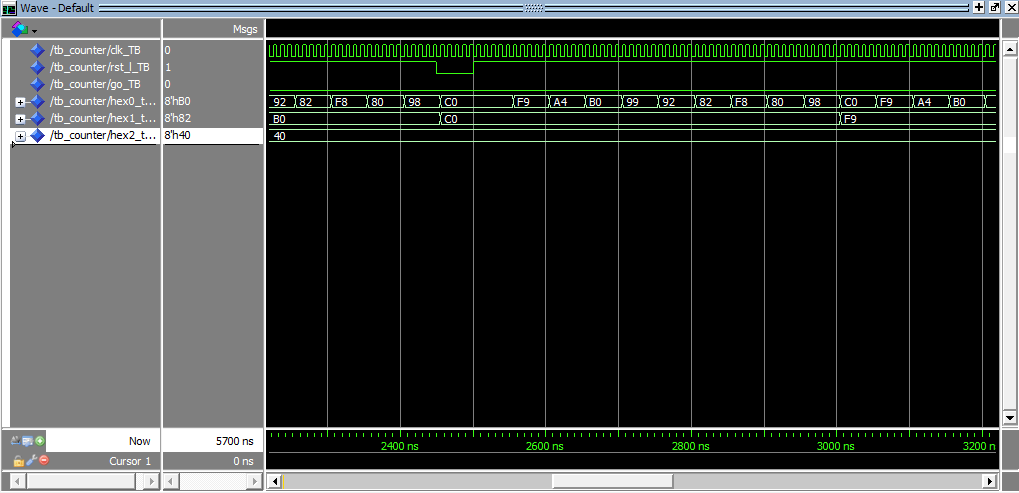 Wave - Default
Msgs
/tb_counter/clk_TB 0
/tb_counter/rst_l_TB 1
/tb_counter/go_TB 0
/tb_counter/hex0_t... 8'hB0 92 82 F8 80 98 C0 F9 A4 B0 99 92 82 F8 80 98 C0 F9 A4 B0
/tb_counter/hex1_t... 8'h82 B0 C0 F9
/tb_counter/hex2_t... 8'h40 40
Now 5700 ns 2400 ns 2600 ns 2800 ns 3000 ns 3200 n
Cursor 1 0 ns